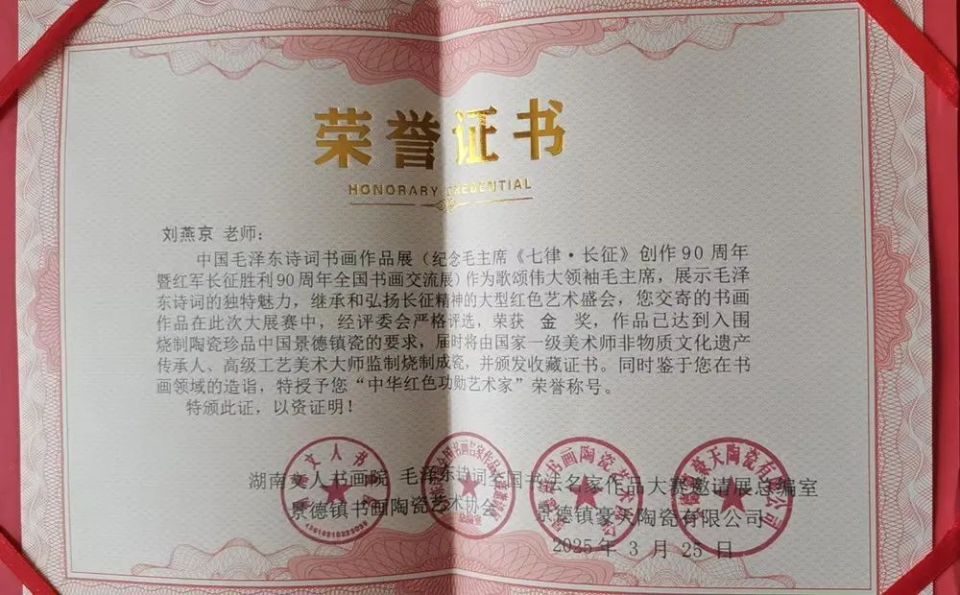 荣誉证书
HONORARY CREDENTIAL
刘燕京 老师：
中国毛泽东诗词书画作品展（纪念毛主席《七律·长征》创作90周年
暨红军长征胜利90周年全国书画交流展）作为歌颂伟大领袖毛主席，展示毛泽
东诗词的独特魅力，继承和弘扬长征精神的大型红色艺术盛会，您交寄的书画
作品在此次大展赛中，经评委会严格评选，荣获 金 奖，作品已达到入围
烧制陶瓷珍品中国景德镇瓷的要求，届时将由国家一级美术师非物质文化遗产
传承人、高级工艺美术大师监制烧制成瓷，并颁发收藏证书。同时鉴于您在书
画领域的造诣，特授予您“中华红色功勋艺术家”荣誉称号。
特颁此证，以资证明！
湖南文人书画院 毛泽东诗词全国书法名家作品大赛邀请展总编室
景德镇书画陶瓷艺术协会 景德镇豪天陶瓷有限公司
2025年 3 月 25 日